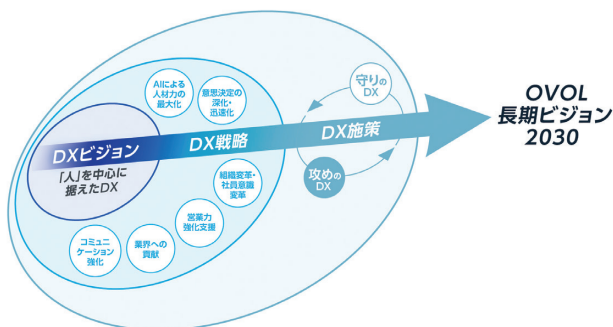 AIによる
人材力の
最大化
意思決定の
深化・
迅速化
守りの
DX
OVOL
長期ビジョン
2030
DXビジョン
DX戦略
DX施策
「人」を中心に
据えたDX
組織変革・
社員意識
変革
攻めの
DX
営業力
強化支援
業界への
貢献
コミュニ
ケーション
強化